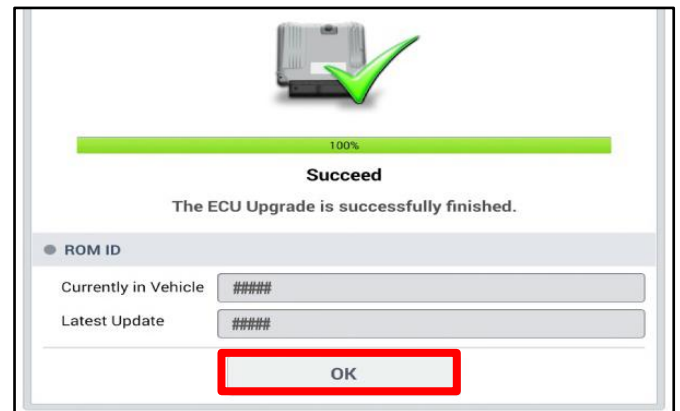 100%
Succeed
The ECU Upgrade is successfully finished.
ROM ID
Currently in Vehicle #####
Latest Update #####
OK